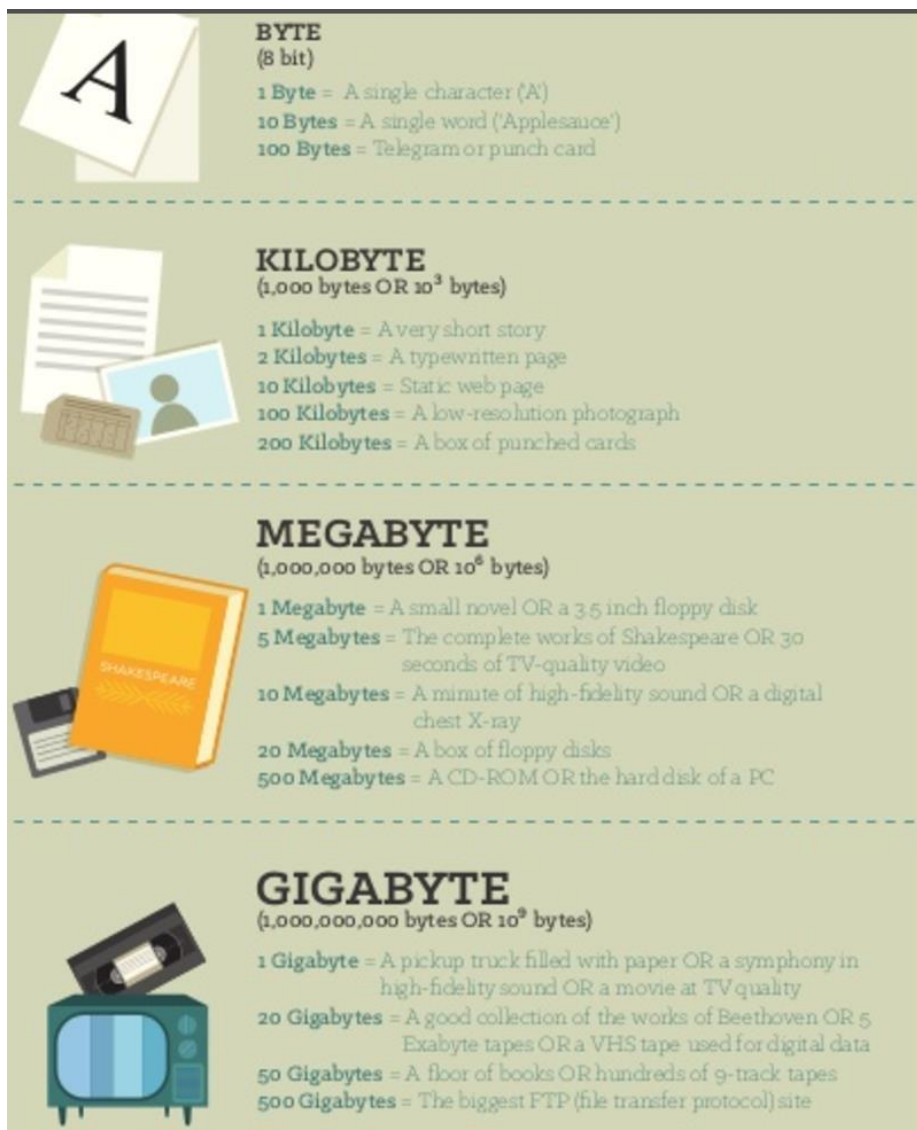 A
BYTE
(8 bit)
1 Byte = A single character ('A')
10 Bytes = A single word ('Applesauce')
100 Bytes = Telegram or punch card
KILOBYTE
(1,000 bytes OR 10³ bytes)
1 Kilobyte = A very short story
2 Kilobytes = A typewritten page
10 Kilobytes = Static web page
100 Kilobytes = A low-resolution photograph
200 Kilobytes = A box of punched cards
MEGABYTE
(1,000,000 bytes OR 10⁶ bytes)
1 Megabyte = A small novel OR a 3.5 inch floppy disk
5 Megabytes = The complete works of Shakespeare OR 30
seconds of TV-quality video
10 Megabytes = A minute of high-fidelity sound OR a digital
chest X-ray
20 Megabytes = A box of floppy disks
500 Megabytes = A CD-ROM OR the hard disk of a PC
SHAKESPEARE
GIGABYTE
(1,000,000,000 bytes OR 10⁹ bytes)
1 Gigabyte = A pickup truck filled with paper OR a symphony in
high-fidelity sound OR a movie at TV quality
20 Gigabytes = A good collection of the works of Beethoven OR 5
Exabyte tapes OR a VHS tape used for digital data
50 Gigabytes = A floor of books OR hundreds of 9-track tapes
500 Gigabytes = The biggest FTP (file transfer protocol) site